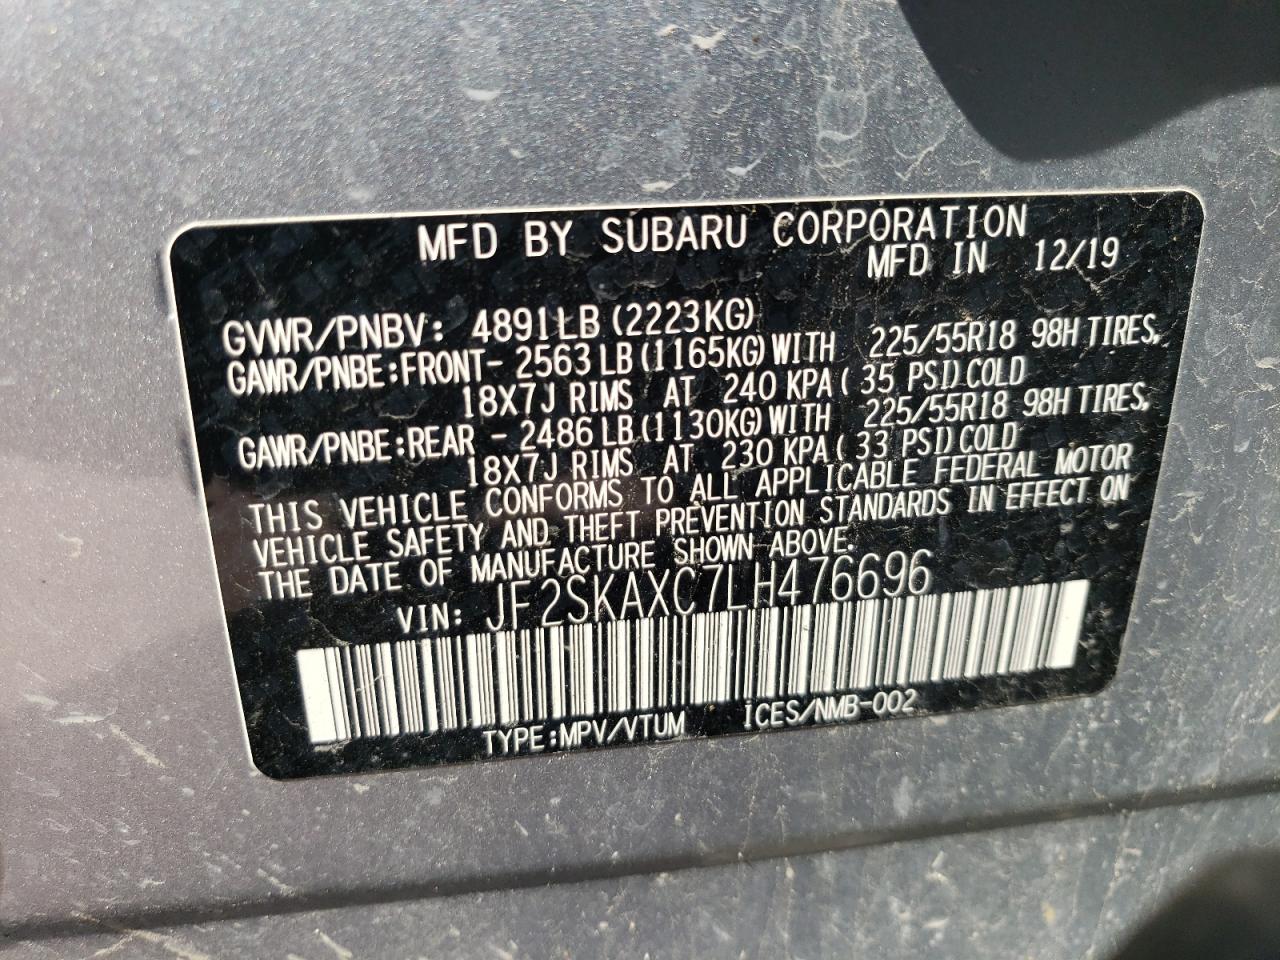 MFD BY SUBARU CORPORATION
MFD IN 12/19
GVWR/PNBV: 4891LB (2223KG)
GAWR/PNBE:FRONT- 2563 LB (1165KG) WITH 225/55R18 98H TIRES,
18X7J RIMS AT 240 KPA ( 35 PSI) COLD
GAWR/PNBE:REAR - 2486 LB (1130KG) WITH 225/55R18 98H TIRES,
18X7J RIMS AT 230 KPA ( 33 PSI) COLD
THIS VEHICLE CONFORMS TO ALL APPLICABLE FEDERAL MOTOR
VEHICLE SAFETY AND THEFT PREVENTION STANDARDS IN EFFECT ON
THE DATE OF MANUFACTURE SHOWN ABOVE.
VIN: JF2SKAXC7LH476696
TYPE:MPV/VTUM ICES/NMB-002